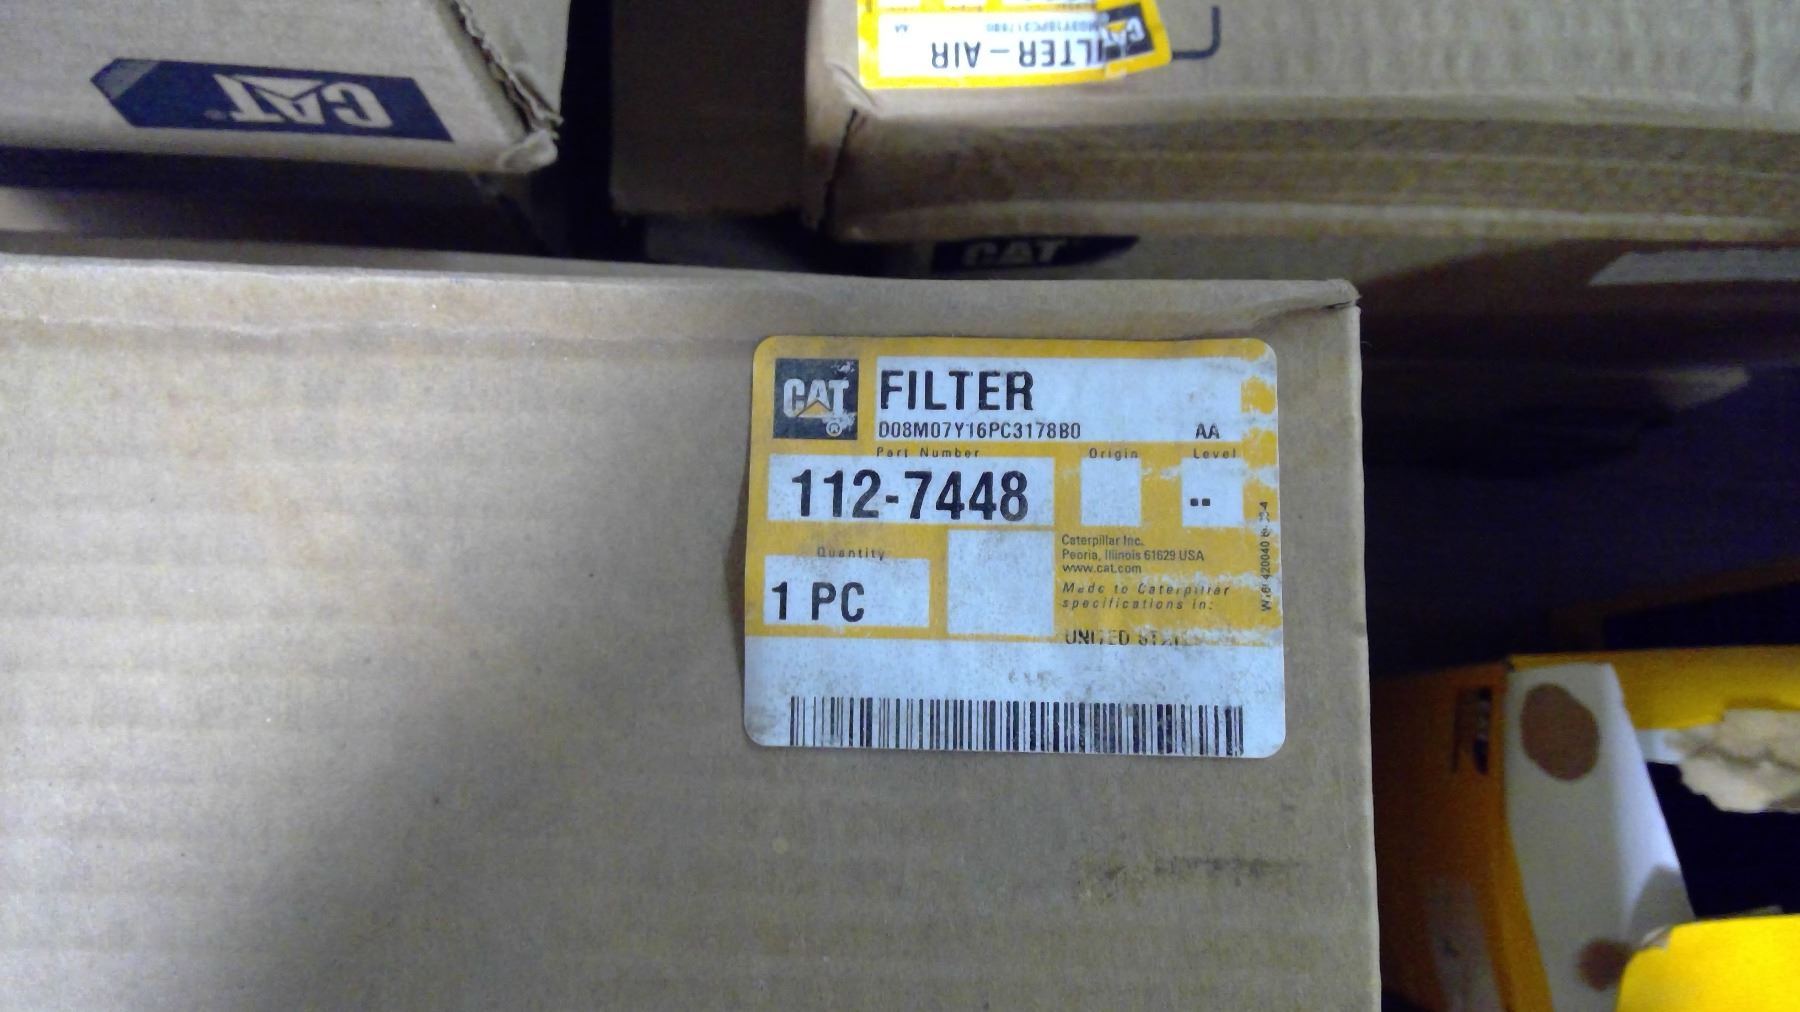 CAT
FILTER-AIR
CAT
CAT
CAT
FILTER
D08M07Y16PC3178B0 AA
Part Number Origin Level
112-7448 --
Quantity
1 PC
Caterpillar Inc.
Peoria, Illinois 61629 USA
www.cat.com
Made to Caterpillar
specifications in:
UNITED STATES